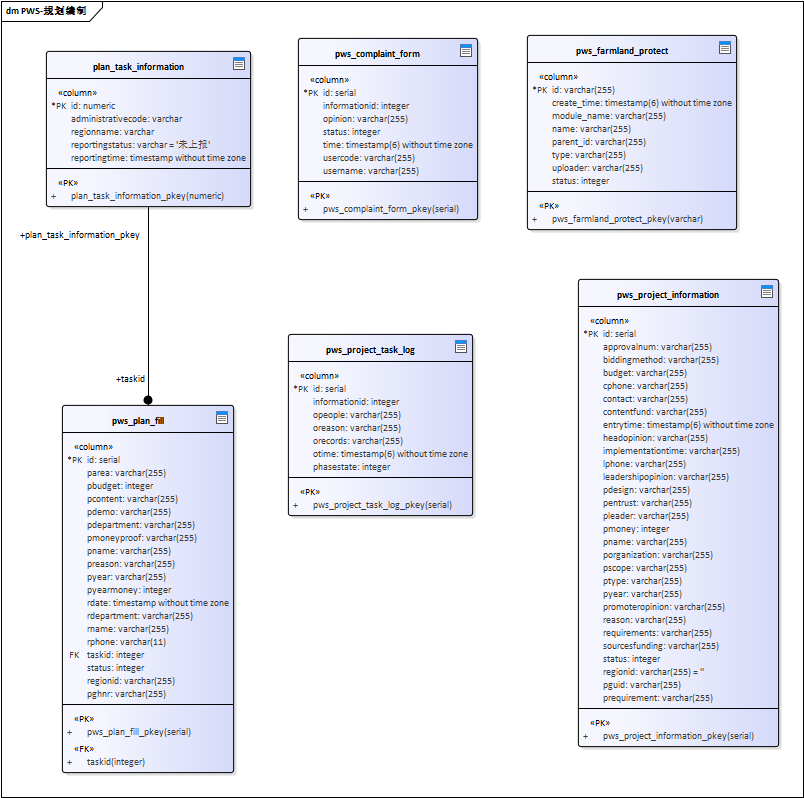 dm PWS-规划编制
plan_task_information
«column»
*PK id: numeric
administrativecode: varchar
regionname: varchar
reportingstatus: varchar = '未上报'
reportingtime: timestamp without time zone
«PK»
+ plan_task_information_pkey(numeric)
pws_complaint_form
«column»
*PK id: serial
informationid: integer
opinion: varchar(255)
status: integer
time: timestamp(6) without time zone
usercode: varchar(255)
username: varchar(255)
«PK»
+ pws_complaint_form_pkey(serial)
pws_farmland_protect
«column»
*PK id: varchar(255)
create_time: timestamp(6) without time zone
module_name: varchar(255)
name: varchar(255)
parent_id: varchar(255)
type: varchar(255)
uploader: varchar(255)
status: integer
«PK»
+ pws_farmland_protect_pkey(varchar)
+plan_task_information_pkey
+taskid
pws_plan_fill
«column»
*PK id: serial
parea: varchar(255)
pbudget: integer
pcontent: varchar(255)
pdemo: varchar(255)
pdepartment: varchar(255)
pmoneyproof: varchar(255)
pname: varchar(255)
preason: varchar(255)
pyear: varchar(255)
pyearmoney: integer
rdate: timestamp without time zone
rdepartment: varchar(255)
rname: varchar(255)
rphone: varchar(11)
FK taskid: integer
status: integer
regionid: varchar(255)
pghnr: varchar(255)
«PK»
+ pws_plan_fill_pkey(serial)
«FK»
+ taskid(integer)
pws_project_task_log
«column»
*PK id: serial
informationid: integer
opeople: varchar(255)
oreason: varchar(255)
orecords: varchar(255)
otime: timestamp(6) without time zone
phasestate: integer
«PK»
+ pws_project_task_log_pkey(serial)
pws_project_information
«column»
*PK id: serial
approvalnum: varchar(255)
biddingmethod: varchar(255)
budget: varchar(255)
cphone: varchar(255)
contact: varchar(255)
contentfund: varchar(255)
entrytime: timestamp(6) without time zone
headopinion: varchar(255)
implementationtime: varchar(255)
lphone: varchar(255)
leadershipopinion: varchar(255)
pdesign: varchar(255)
pentrust: varchar(255)
pleader: varchar(255)
pmoney: integer
pname: varchar(255)
porganization: varchar(255)
pscope: varchar(255)
ptype: varchar(255)
pyear: varchar(255)
promoteropinion: varchar(255)
reason: varchar(255)
requirements: varchar(255)
sourcesfunding: varchar(255)
status: integer
regionid: varchar(255) = ''
pguid: varchar(255)
prequirement: varchar(255)
«PK»
+ pws_project_information_pkey(serial)